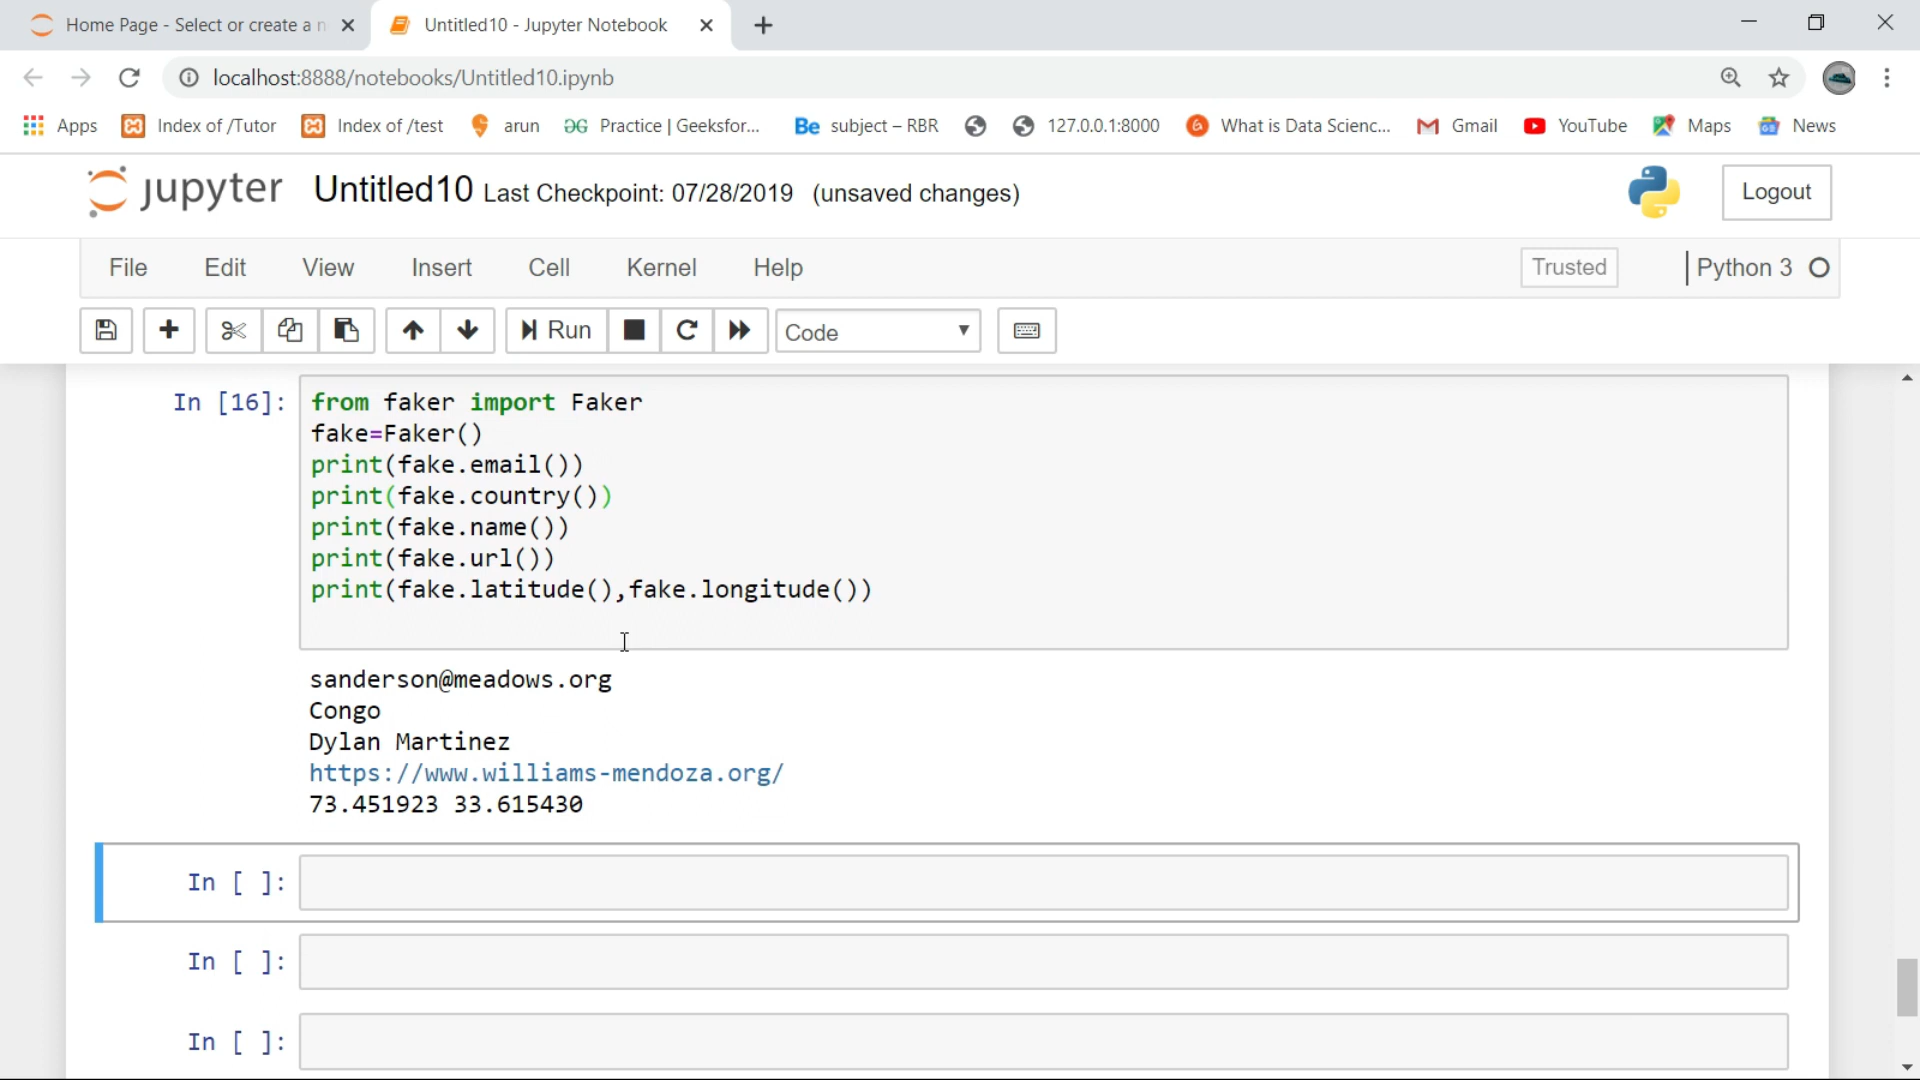 Home Page - Select or create a n
Untitled10 - Jupyter Notebook
localhost:8888/notebooks/Untitled10.ipynb
Apps
Index of /Tutor
Index of /test
arun
Practice | Geeksfor...
Be subject – RBR
127.0.0.1:8000
What is Data Scienc...
Gmail
YouTube
Maps
News
jupyter Untitled10 Last Checkpoint: 07/28/2019 (unsaved changes)
Logout
File Edit View Insert Cell Kernel Help
Trusted
Python 3
Run
Code
In [16]:
from faker import Faker
fake=Faker()
print(fake.email())
print(fake.country())
print(fake.name())
print(fake.url())
print(fake.latitude(),fake.longitude())
sanderson@meadows.org
Congo
Dylan Martinez
https://www.williams-mendoza.org/
73.451923 33.615430
In [ ]:
In [ ]:
In [ ]: